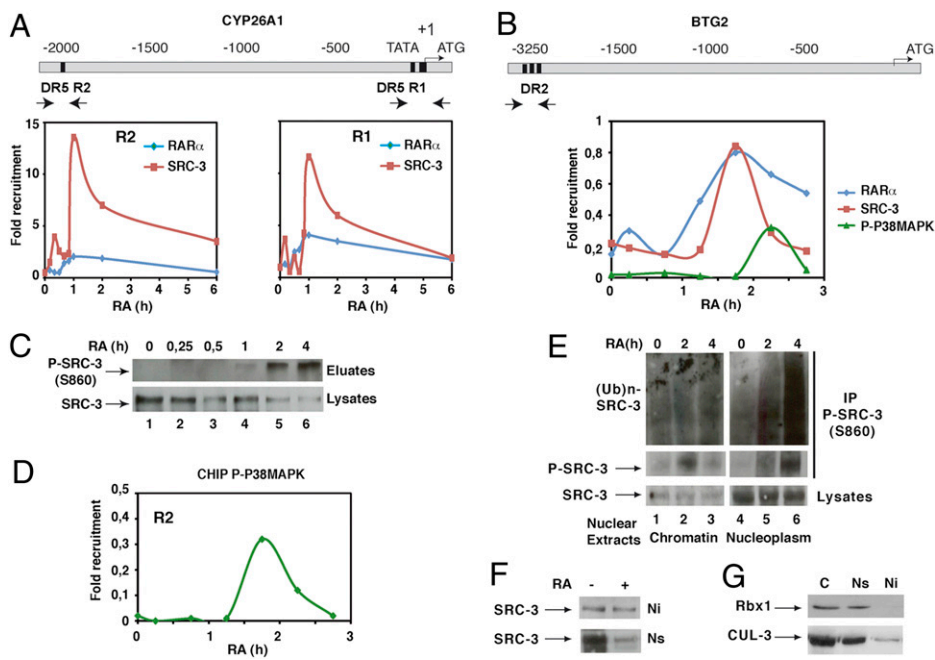 A
CYP26A1
+1
-2000 -1500 -1000 -500 TATA ATG
DR5 R2 DR5 R1
Fold recruitment
15
10
5
0
R2
RARα
SRC-3
0 1 2 3 4 5 6
RA (h)
Fold recruitment
15
10
5
0
R1
RARα
SRC-3
0 1 2 3 4 5 6
RA (h)
B
BTG2
-3250 -1500 -1000 -500 ATG
DR2
Fold recruitment
1
0,8
0,6
0,4
0,2
0
0 1 2 3
RA (h)
RARα
SRC-3
P-P38MAPK
C
RA (h) 0 0,25 0,5 1 2 4
P-SRC-3
(S860)
Eluates
SRC-3 Lysates
1 2 3 4 5 6
D
CHIP P-P38MAPK
Fold recruitment
0,5
0,4
0,3
0,2
0,1
0
R2
0 1 2 3
RA (h)
E
RA(h) 0 2 4 0 2 4
(Ub)n-
SRC-3
IP
P-SRC-3
(S860)
P-SRC-3
SRC-3 Lysates
1 2 3 4 5 6
Nuclear
Extracts
Chromatin Nucleoplasm
F
RA - +
SRC-3 Ni
SRC-3 Ns
G
C Ns Ni
Rbx1
CUL-3